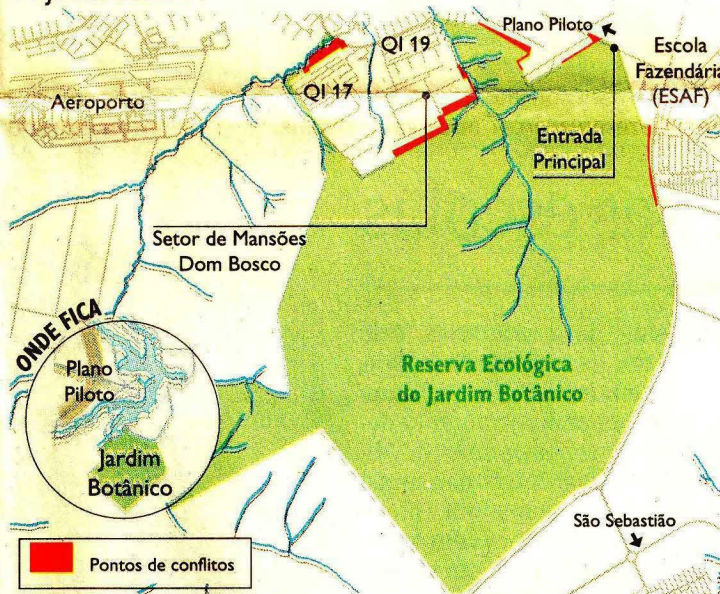 Plano Piloto
QI 19
Escola
Fazendária
(ESAF)
QI 17
Aeroporto
Entrada
Principal
Setor de Mansões
Dom Bosco
ONDE FICA
Plano
Piloto
Reserva Ecológica
do Jardim Botânico
Jardim
Botânico
São Sebastião
Pontos de conflitos